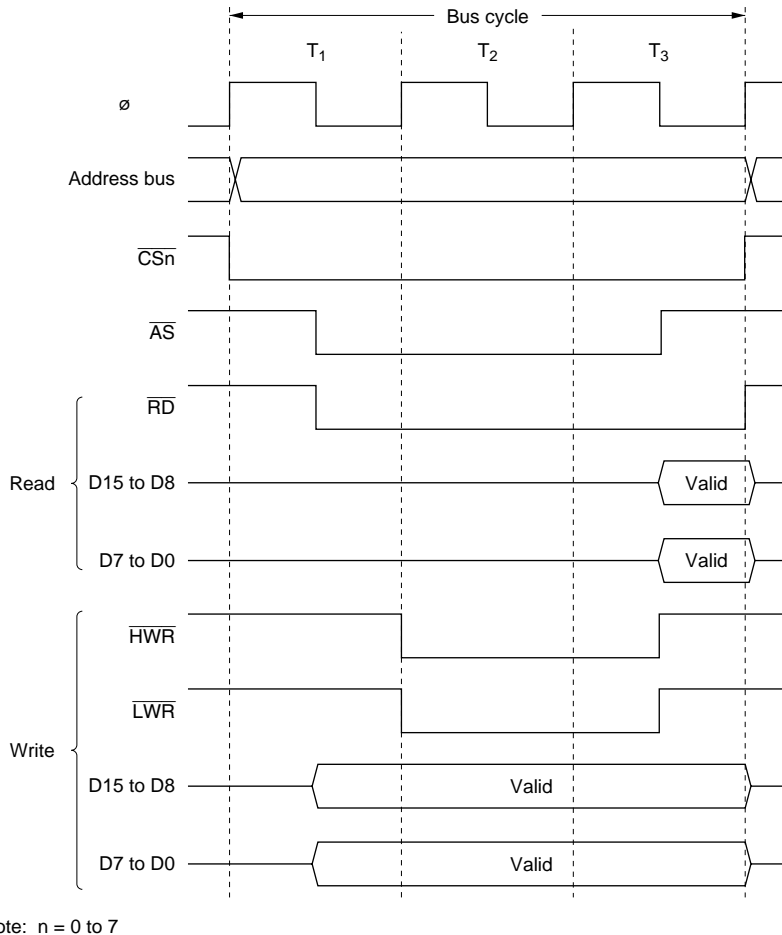 Bus cycle
T1 T2 T3
ø
Address bus
CSn
AS
RD
Read
D15 to D8 Valid
D7 to D0 Valid
HWR
LWR
Write
D15 to D8 Valid
D7 to D0 Valid
ote: n = 0 to 7